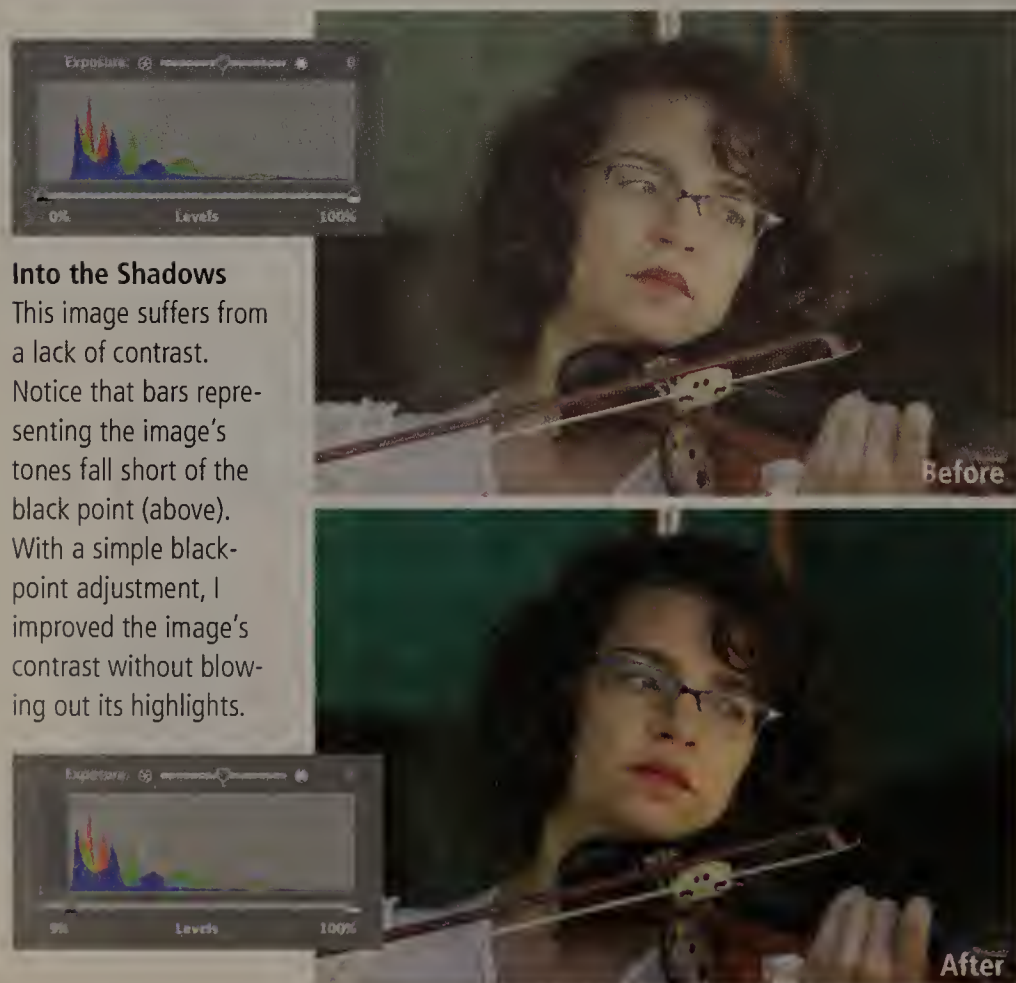 Exposure: 0
0% Levels 100%
Into the Shadows
This image suffers from
a lack of contrast.
Notice that bars repre-
senting the image's
tones fall short of the
black point (above).
With a simple black-
point adjustment, I
improved the image's
contrast without blow-
ing out its highlights.
Before
Exposure:
9% Levels 100%
After